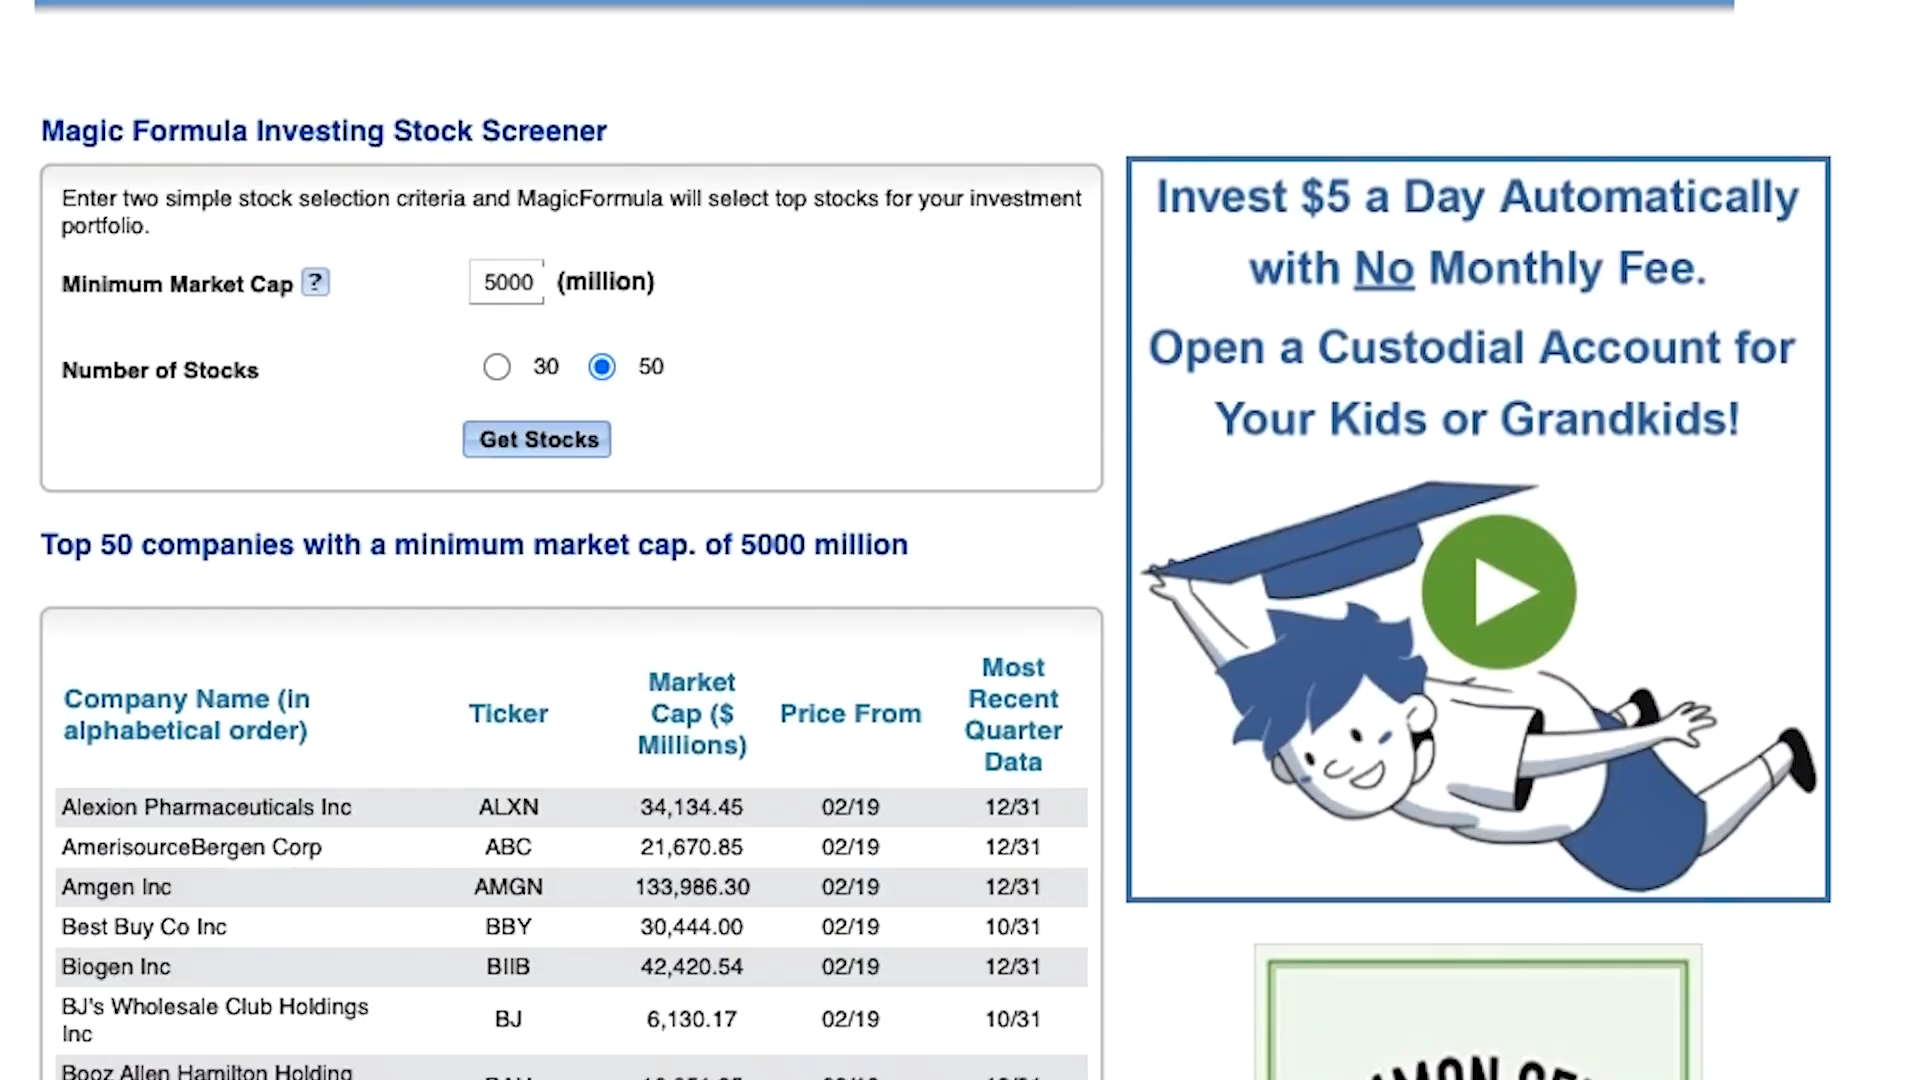 Magic Formula Investing Stock Screener
Enter two simple stock selection criteria and MagicFormula will select top stocks for your investment
portfolio.
Minimum Market Cap ? 5000 (million)
Number of Stocks 30 50
Get Stocks
Top 50 companies with a minimum market cap. of 5000 million
Company Name (in alphabetical order) Ticker Market Cap ($ Millions) Price From Most Recent Quarter Data
Alexion Pharmaceuticals Inc ALXN 34,134.45 02/19 12/31
AmerisourceBergen Corp ABC 21,670.85 02/19 12/31
Amgen Inc AMGN 133,986.30 02/19 12/31
Best Buy Co Inc BBY 30,444.00 02/19 10/31
Biogen Inc BIIB 42,420.54 02/19 12/31
BJ's Wholesale Club Holdings
Inc BJ 6,130.17 02/19 10/31
Booz Allen Hamilton Holding
Invest $5 a Day Automatically
with No Monthly Fee.
Open a Custodial Account for
Your Kids or Grandkids!